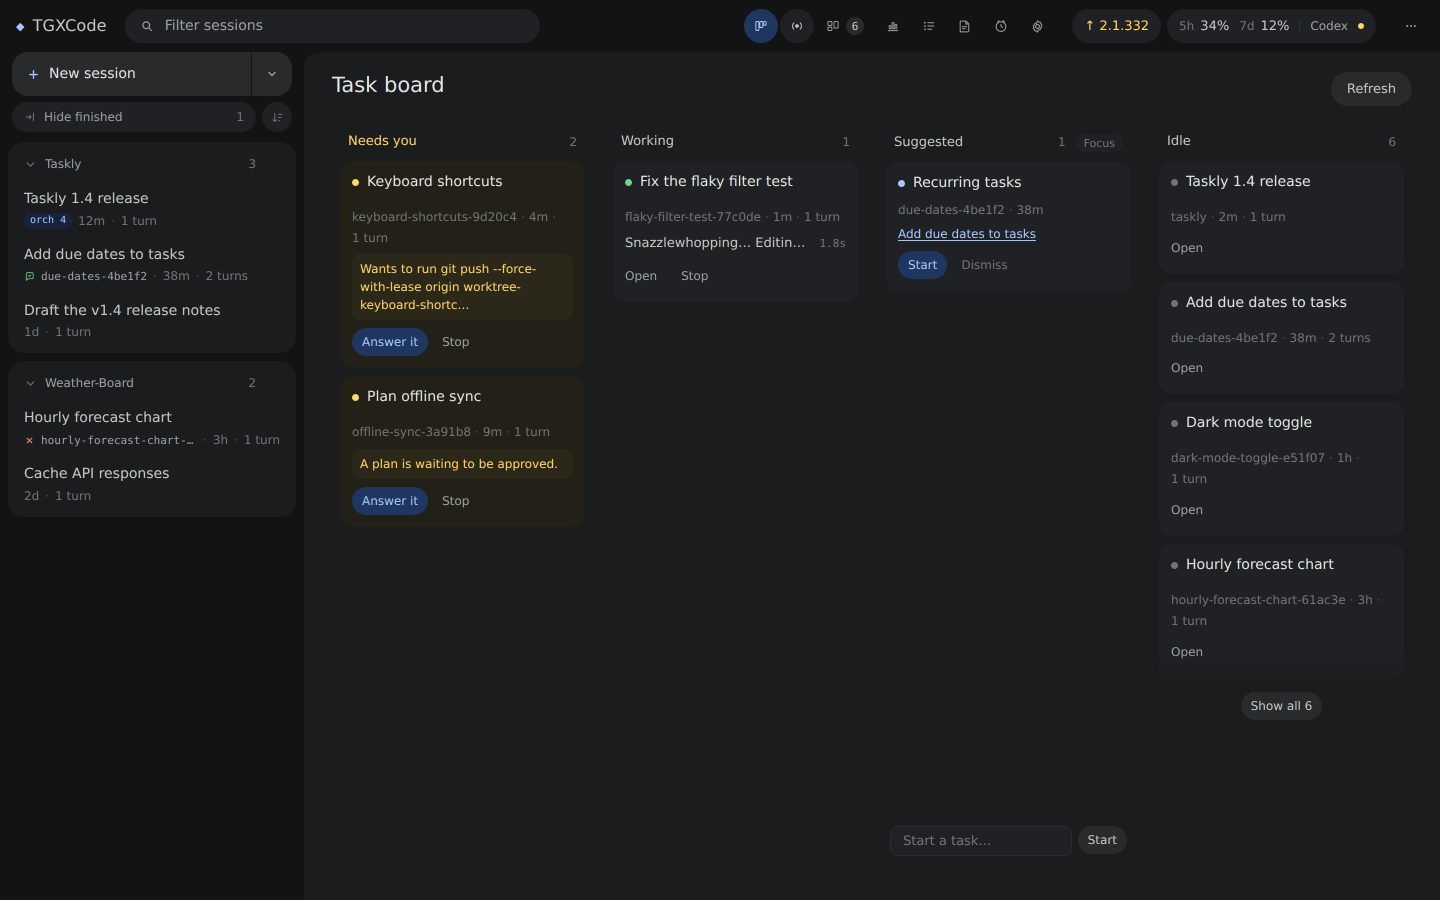 TGXCode
Filter sessions
6
↑ 2.1.332
5h 34% 7d 12% Codex
+ New session
Hide finished 1
Taskly 3
Taskly 1.4 release
orch 4 12m · 1 turn
Add due dates to tasks
due-dates-4be1f2 · 38m · 2 turns
Draft the v1.4 release notes
1d · 1 turn
Weather-Board 2
Hourly forecast chart
hourly-forecast-chart-… · 3h · 1 turn
Cache API responses
2d · 1 turn
Task board
Refresh
Needs you 2
Keyboard shortcuts
keyboard-shortcuts-9d20c4 · 4m ·
1 turn
Wants to run git push --force-
with-lease origin worktree-
keyboard-shortc…
Answer it Stop
Plan offline sync
offline-sync-3a91b8 · 9m · 1 turn
A plan is waiting to be approved.
Answer it Stop
Working 1
Fix the flaky filter test
flaky-filter-test-77c0de · 1m · 1 turn
Snazzlewhopping… Editin… 1.8s
Open Stop
Suggested 1 Focus
Recurring tasks
due-dates-4be1f2 · 38m
Add due dates to tasks
Start Dismiss
Start a task… Start
Idle 6
Taskly 1.4 release
taskly · 2m · 1 turn
Open
Add due dates to tasks
due-dates-4be1f2 · 38m · 2 turns
Open
Dark mode toggle
dark-mode-toggle-e51f07 · 1h ·
1 turn
Open
Hourly forecast chart
hourly-forecast-chart-61ac3e · 3h ·
1 turn
Open
Show all 6